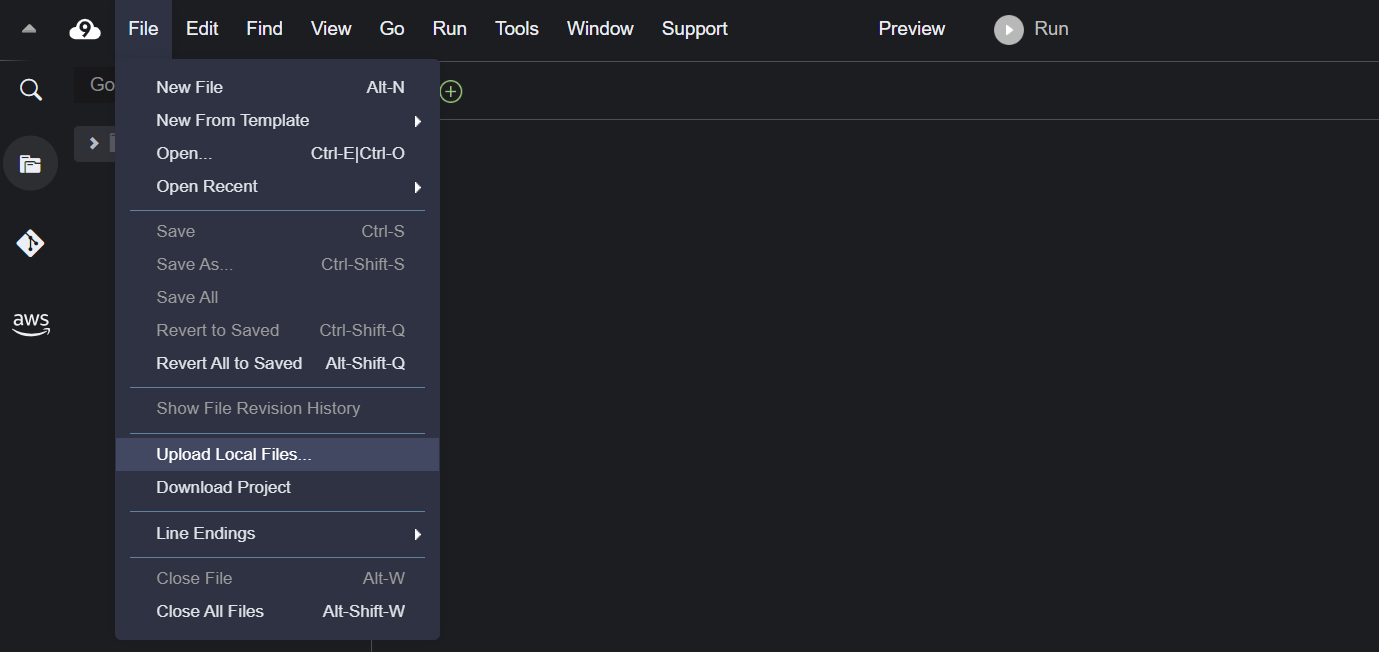 9 File Edit Find View Go Run Tools Window Support Preview Run
Go
New File Alt-N
New From Template
Open... Ctrl-E|Ctrl-O
Open Recent
Save Ctrl-S
Save As... Ctrl-Shift-S
Save All
Revert to Saved Ctrl-Shift-Q
Revert All to Saved Alt-Shift-Q
Show File Revision History
Upload Local Files...
Download Project
Line Endings
Close File Alt-W
Close All Files Alt-Shift-W
aws